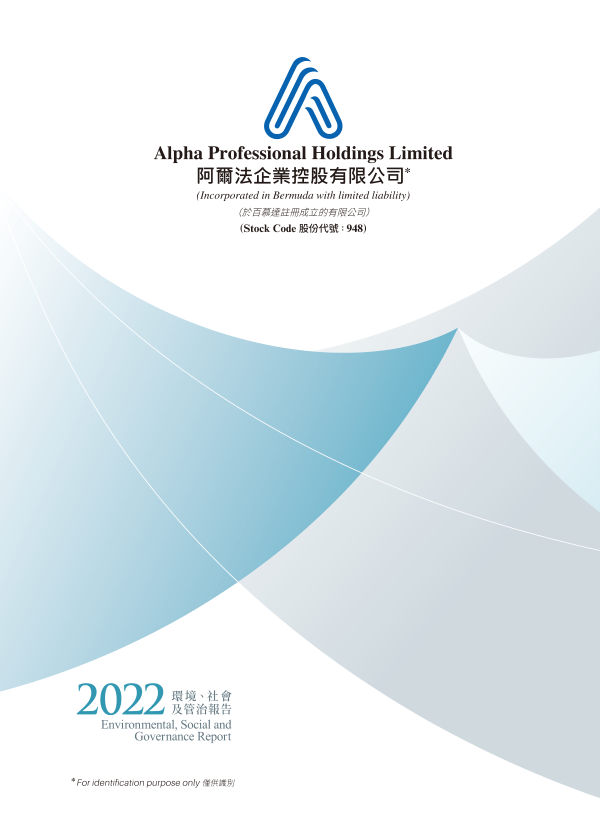 Alpha Professional Holdings Limited
阿爾法企業控股有限公司*
(Incorporated in Bermuda with limited liability)
（於百慕達註冊成立的有限公司）
(Stock Code 股份代號：948)
2022 環境、社會
及管治報告
Environmental, Social and
Governance Report
* For identification purpose only 僅供識別